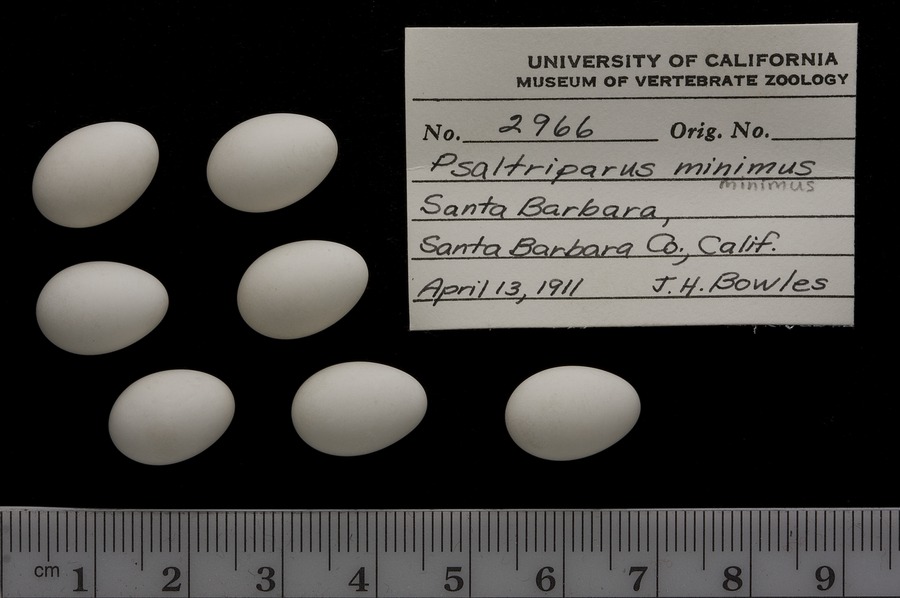 UNIVERSITY OF CALIFORNIA
MUSEUM OF VERTEBRATE ZOOLOGY
No. 2966 Orig. No.
Psaltriparus minimus
minimus
Santa Barbara,
Santa Barbara Co., Calif.
April 13, 1911 J. H. Bowles
cm 1 2 3 4 5 6 7 8 9